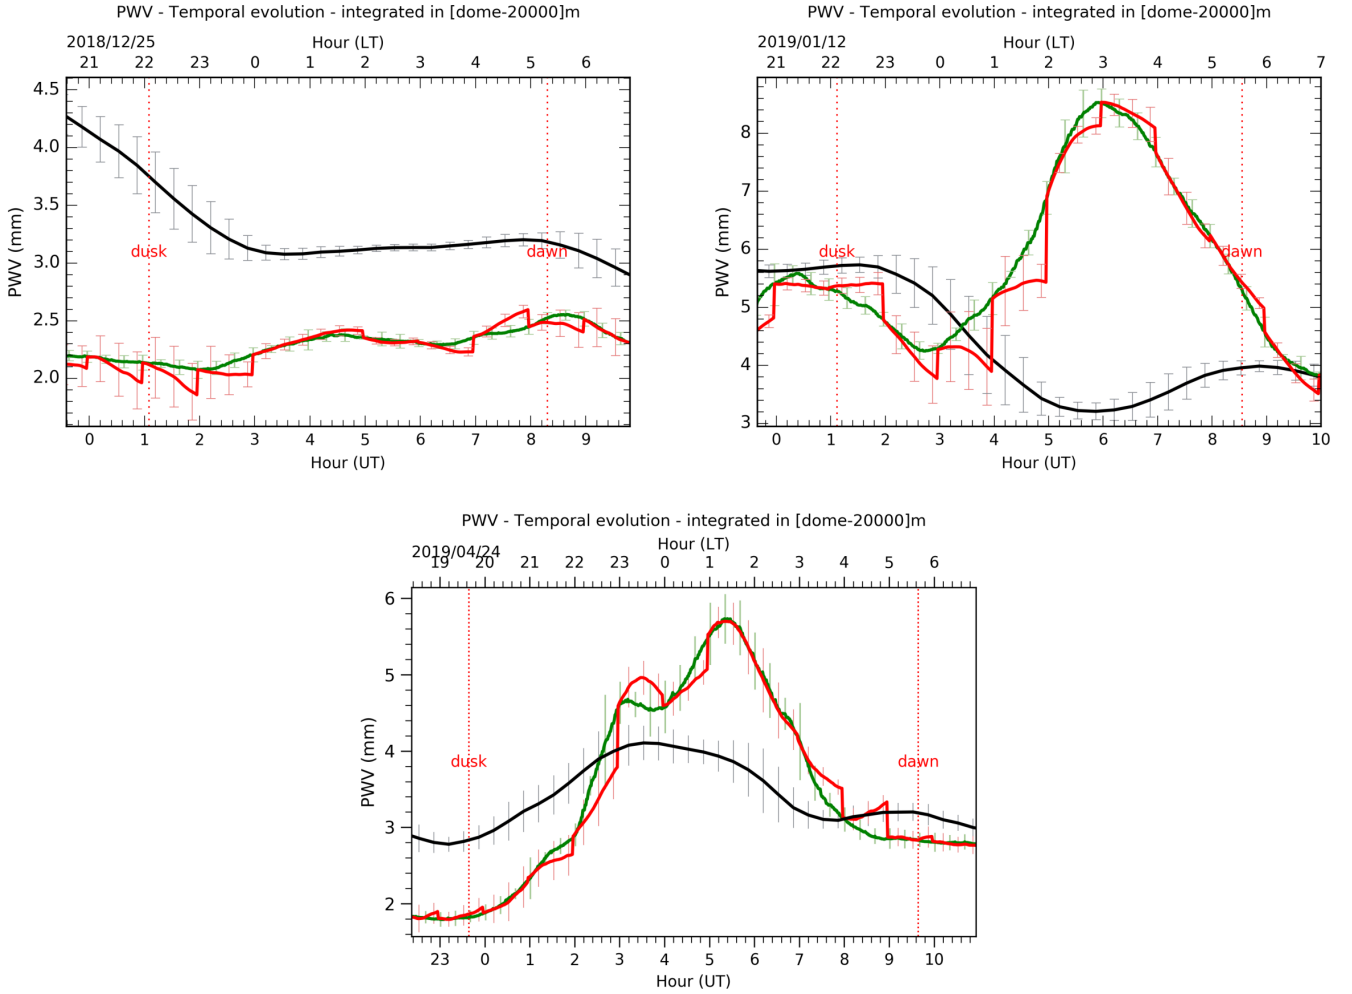 PWV - Temporal evolution - integrated in [dome-20000]m
2018/12/25 Hour (LT)
21 22 23 0 1 2 3 4 5 6
4.5
4.0
3.5
3.0
2.5
2.0
PWV (mm)
dusk dawn
0 1 2 3 4 5 6 7 8 9
Hour (UT)
PWV - Temporal evolution - integrated in [dome-20000]m
2019/01/12 Hour (LT)
21 22 23 0 1 2 3 4 5 6 7
8
7
6
5
4
3
PWV (mm)
dusk dawn
0 1 2 3 4 5 6 7 8 9 10
Hour (UT)
PWV - Temporal evolution - integrated in [dome-20000]m
Hour (LT)
2019/04/24
19 20 21 22 23 0 1 2 3 4 5 6
6
5
4
3
2
PWV (mm)
dusk dawn
23 0 1 2 3 4 5 6 7 8 9 10
Hour (UT)